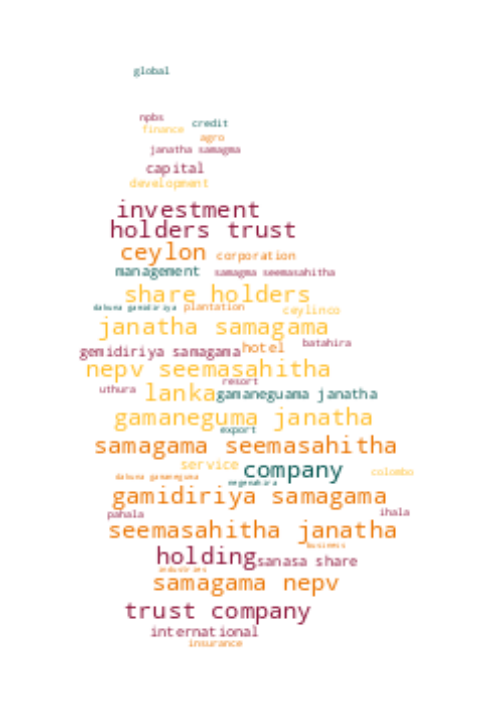 global
npbs
credit
finance
agro
janatha samagma
capital
development
investment
holders trust
ceylon corporation
management samagma seemasahitha
share holders
dakuna gamidiriya plantation ceylinco
janatha samagama
batahira
gemidiriya samagama hotel
nepv seemasahitha
resort
uthura lanka gamaneguama janatha
gamaneguma janatha
export
samagama seemasahitha
service company colombo
dakuna gamaneguma
negenahira
gamidiriya samagama
pahala ihala
seemasahitha janatha
business
holding sanasa share
industries
samagama nepv
trust company
international
insurance